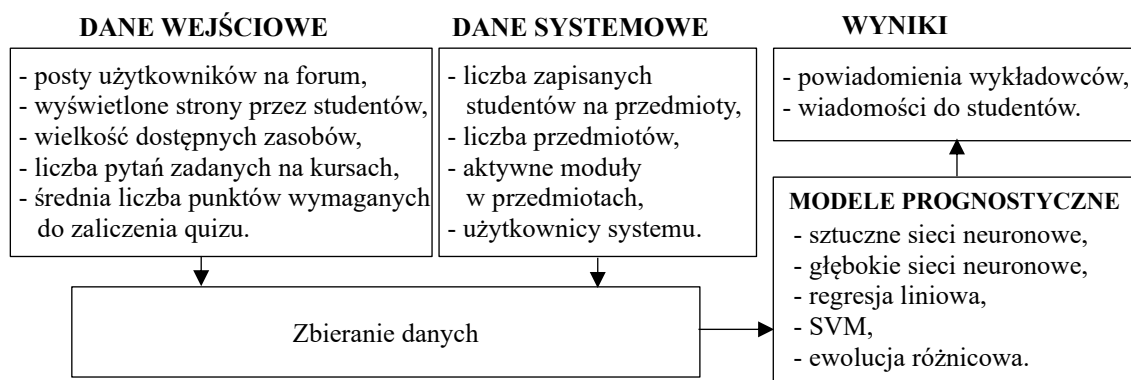 DANE WEJŚCIOWE
- posty użytkowników na forum,
- wyświetlone strony przez studentów,
- wielkość dostępnych zasobów,
- liczba pytań zadanych na kursach,
- średnia liczba punktów wymaganych
do zaliczenia quizu.
DANE SYSTEMOWE
- liczba zapisanych
studentów na przedmioty,
- liczba przedmiotów,
- aktywne moduły
w przedmiotach,
- użytkownicy systemu.
WYNIKI
- powiadomienia wykładowców,
- wiadomości do studentów.
Zbieranie danych
MODELE PROGNOSTYCZNE
- sztuczne sieci neuronowe,
- głębokie sieci neuronowe,
- regresja liniowa,
- SVM,
- ewolucja różnicowa.